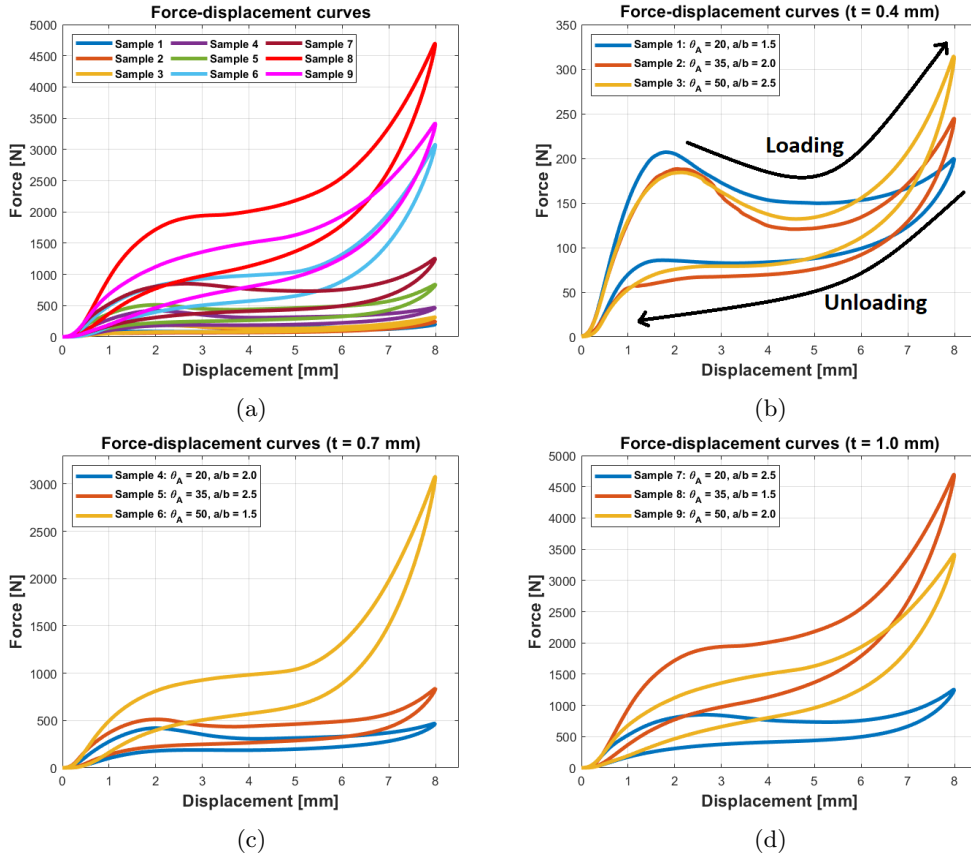 Force-displacement curves
Force [N]
5000
4500
4000
3500
3000
2500
2000
1500
1000
500
0
Sample 1 Sample 4 Sample 7
Sample 2 Sample 5 Sample 8
Sample 3 Sample 6 Sample 9
0 1 2 3 4 5 6 7 8
Displacement [mm]
(a)
Force-displacement curves (t = 0.4 mm)
Force [N]
350
300
250
200
150
100
50
0
Sample 1: θA = 20, a/b = 1.5
Sample 2: θA = 35, a/b = 2.0
Sample 3: θA = 50, a/b = 2.5
Loading
Unloading
0 1 2 3 4 5 6 7 8
Displacement [mm]
(b)
Force-displacement curves (t = 0.7 mm)
Force [N]
3000
2500
2000
1500
1000
500
0
Sample 4: θA = 20, a/b = 2.0
Sample 5: θA = 35, a/b = 2.5
Sample 6: θA = 50, a/b = 1.5
0 1 2 3 4 5 6 7 8
Displacement [mm]
(c)
Force-displacement curves (t = 1.0 mm)
Force [N]
5000
4500
4000
3500
3000
2500
2000
1500
1000
500
0
Sample 7: θA = 20, a/b = 2.5
Sample 8: θA = 35, a/b = 1.5
Sample 9: θA = 50, a/b = 2.0
0 1 2 3 4 5 6 7 8
Displacement [mm]
(d)